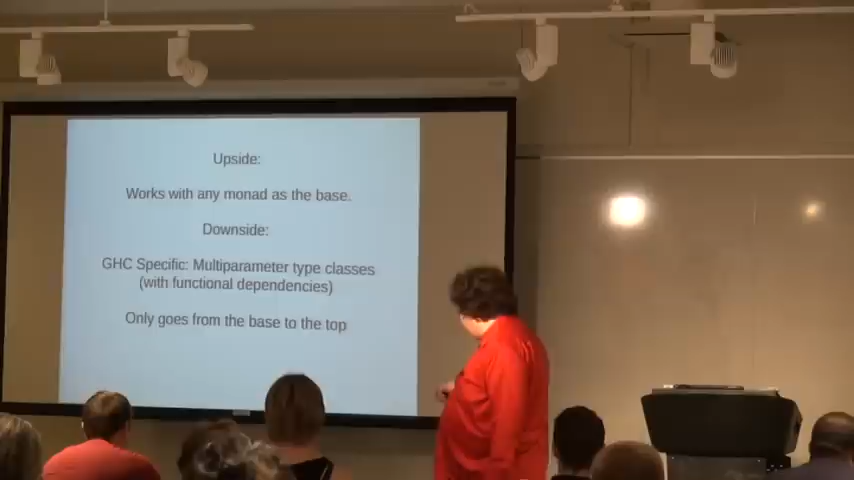 Upside:
Works with any monad as the base.
Downside:
GHC Specific: Multiparameter type classes
(with functional dependencies)
Only goes from the base to the top